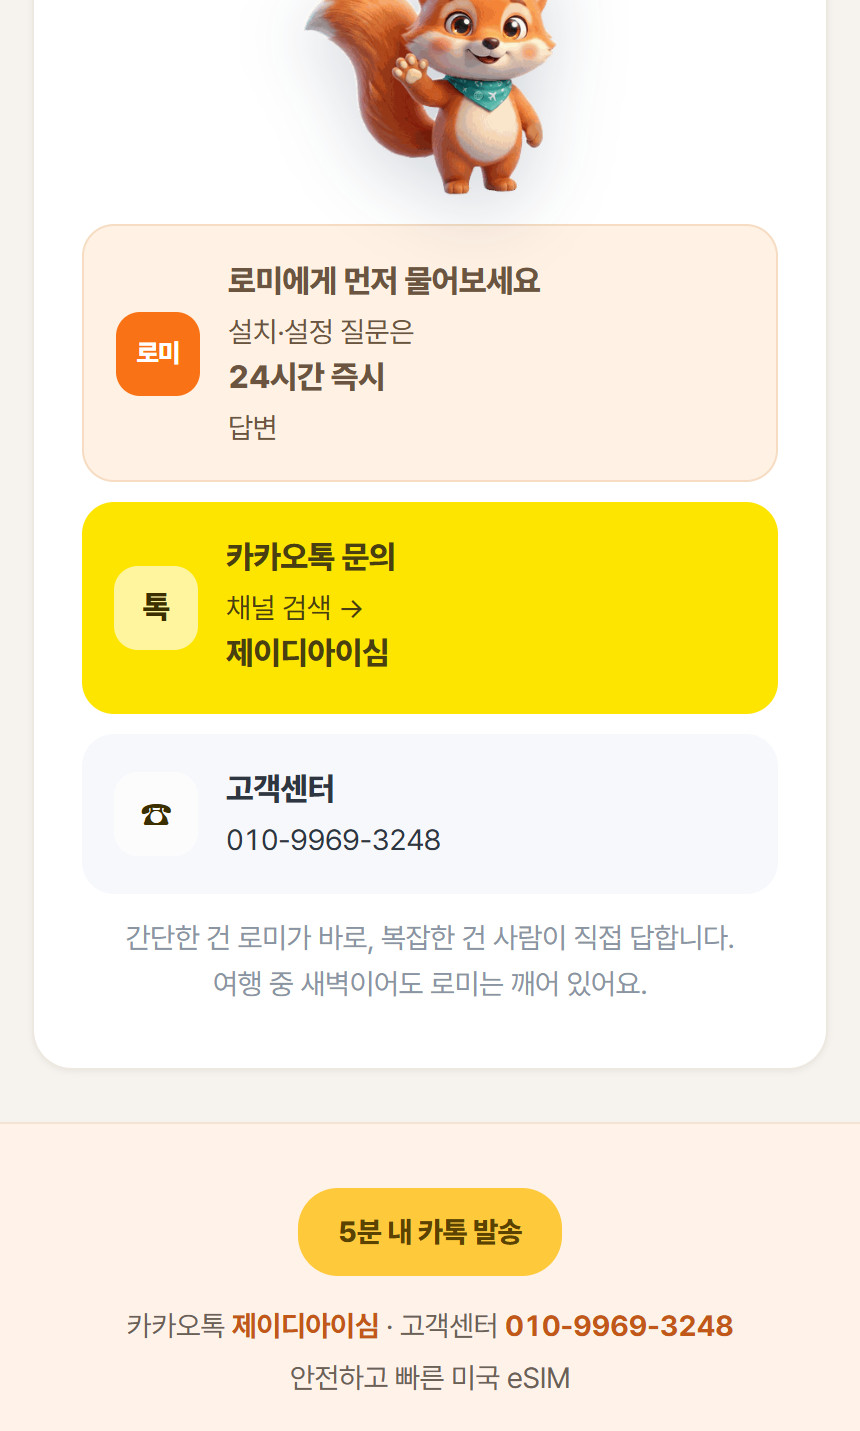 로미에게 먼저 물어보세요
로미
설치·설정 질문은
24시간 즉시
답변
카카오톡 문의
톡
채널 검색 →
제이디아이심
고객센터
☎
010-9969-3248
간단한 건 로미가 바로, 복잡한 건 사람이 직접 답합니다.
여행 중 새벽이어도 로미는 깨어 있어요.
5분 내 카톡 발송
카카오톡 제이디아이심 · 고객센터 010-9969-3248
안전하고 빠른 미국 eSIM